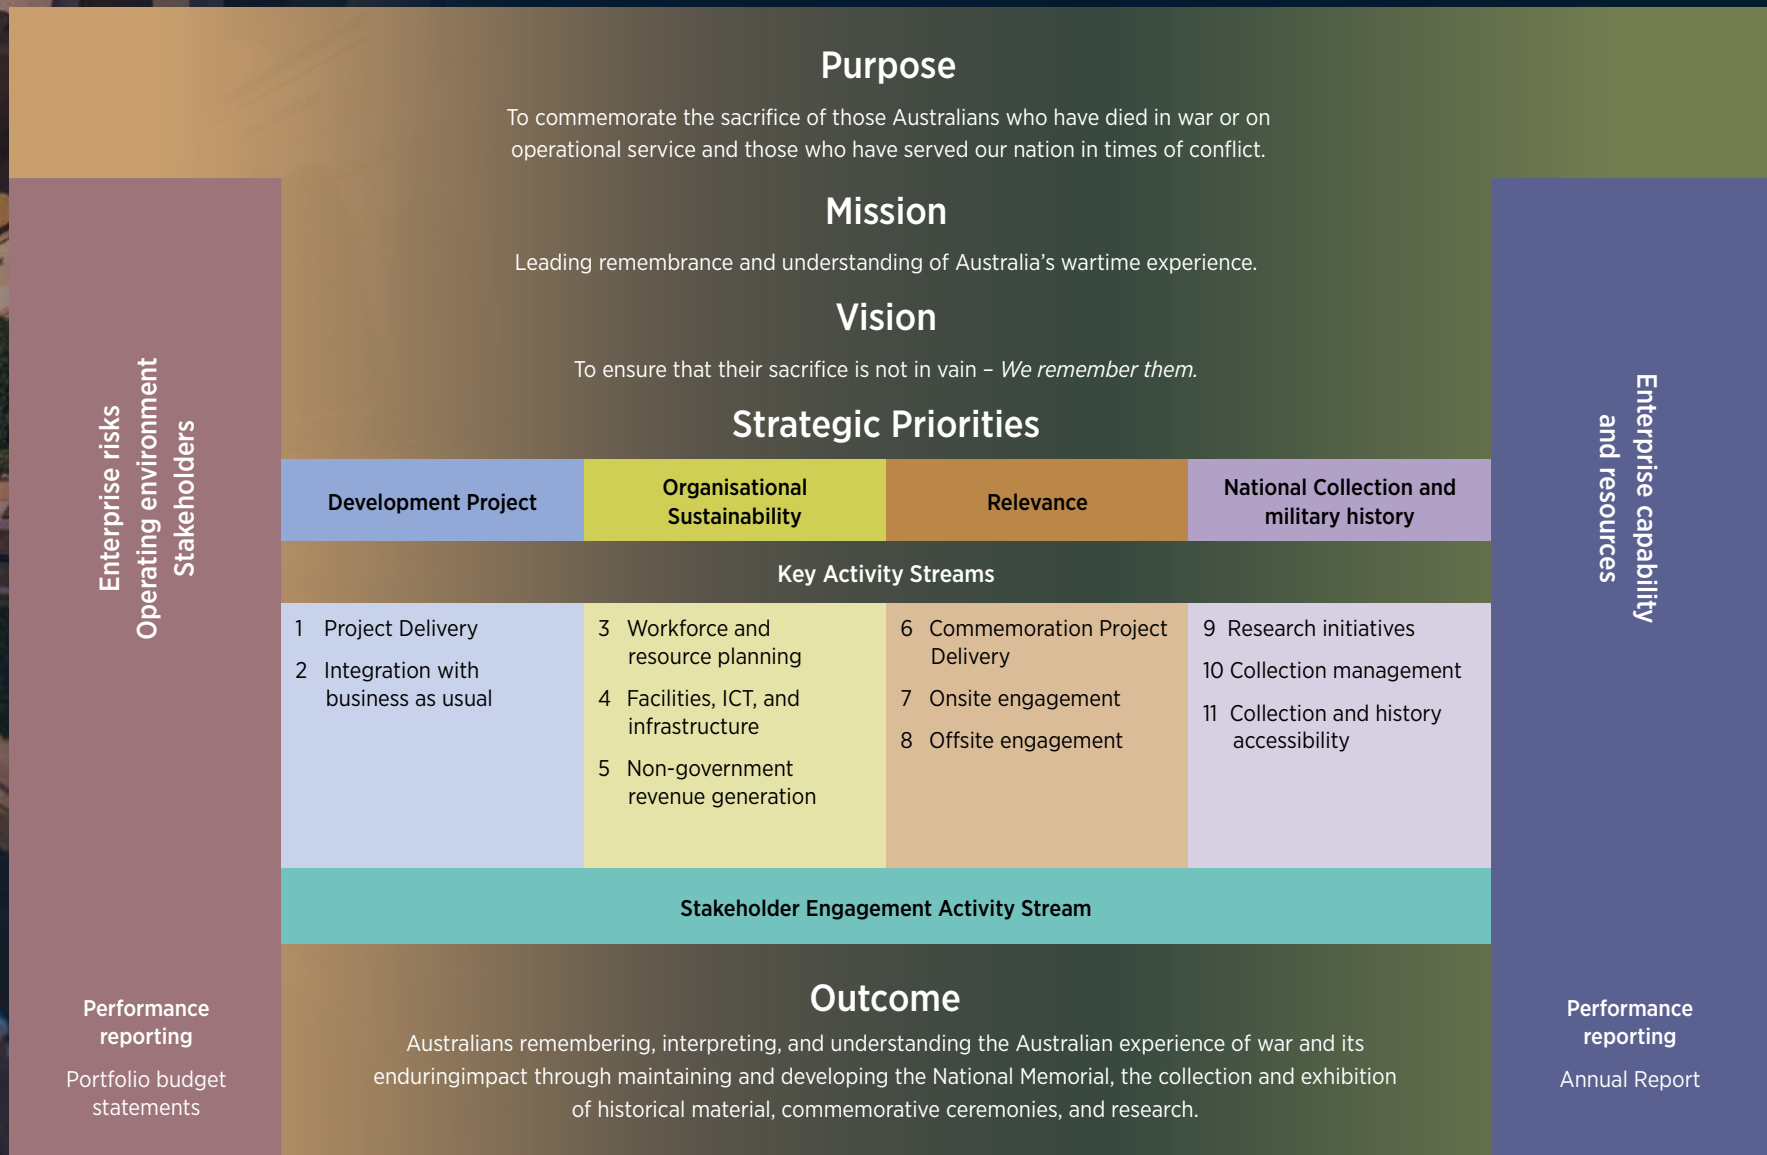 Purpose
To commemorate the sacrifice of those Australians who have died in war or on
operational service and those who have served our nation in times of conflict.
Mission
Leading remembrance and understanding of Australia's wartime experience.
Vision
To ensure that their sacrifice is not in vain – We remember them.
Strategic Priorities
Enterprise risks
Operating environment
Stakeholders
Development Project
Organisational
Sustainability
Relevance
National Collection and
military history
Key Activity Streams
1 Project Delivery
2 Integration with
business as usual
3 Workforce and
resource planning
4 Facilities, ICT, and
infrastructure
5 Non-government
revenue generation
6 Commemoration Project
Delivery
7 Onsite engagement
8 Offsite engagement
9 Research initiatives
10 Collection management
11 Collection and history
accessibility
Stakeholder Engagement Activity Stream
Enterprise capability
and resources
Performance
reporting
Portfolio budget
statements
Outcome
Australians remembering, interpreting, and understanding the Australian experience of war and its
enduringimpact through maintaining and developing the National Memorial, the collection and exhibition
of historical material, commemorative ceremonies, and research.
Performance
reporting
Annual Report